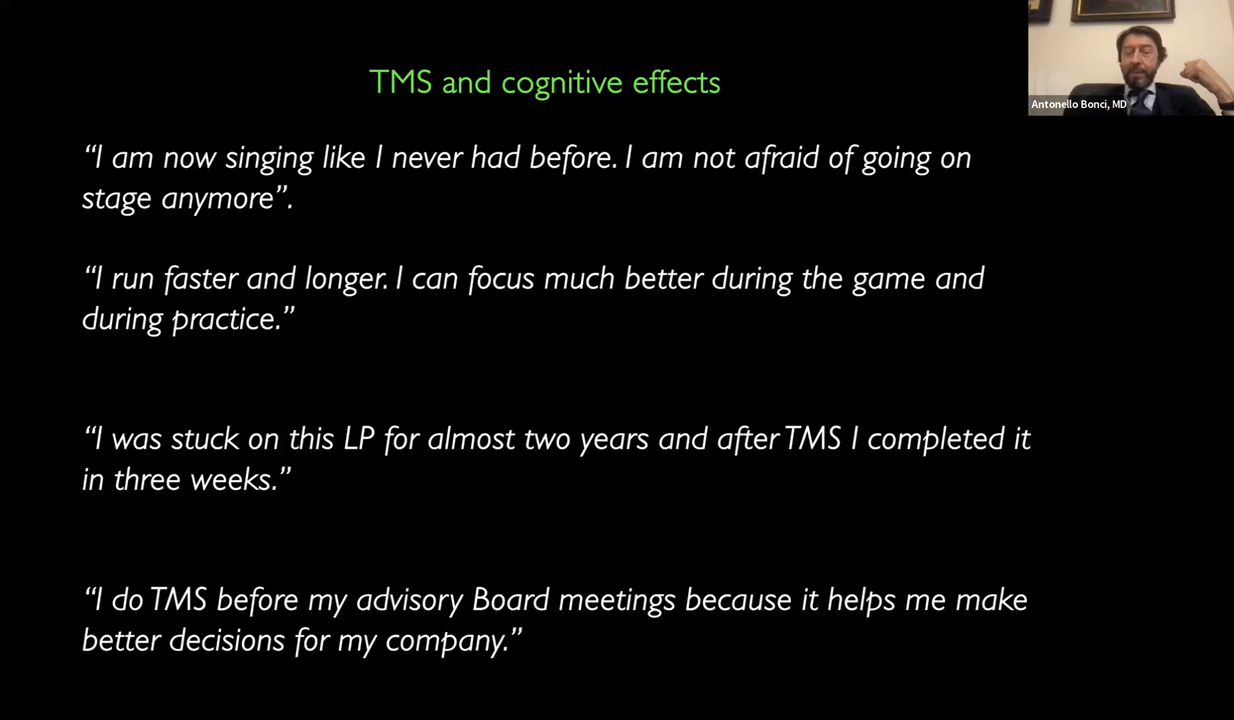 TMS and cognitive effects
Antonello Bonci, MD
“I am now singing like I never had before. I am not afraid of going on
stage anymore”.
“I run faster and longer. I can focus much better during the game and
during practice.”
“I was stuck on this LP for almost two years and after TMS I completed it
in three weeks.”
“I do TMS before my advisory Board meetings because it helps me make
better decisions for my company.”